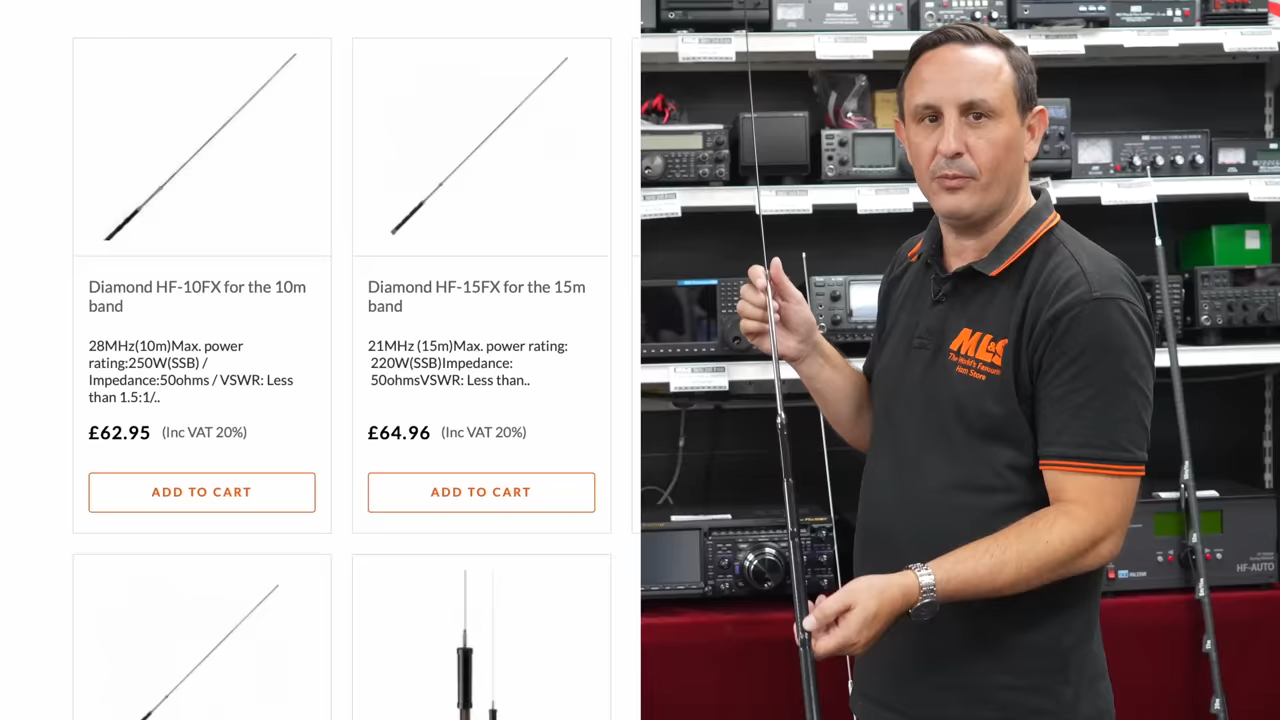 Diamond HF-10FX for the 10m
band
28MHz(10m)Max. power
rating:250W(SSB) /
Impedance:50ohms / VSWR: Less
than 1.5:1/..
£62.95 (Inc VAT 20%)
ADD TO CART
Diamond HF-15FX for the 15m
band
21MHz (15m)Max. power rating:
220W(SSB)Impedance:
50ohmsVSWR: Less than..
£64.96 (Inc VAT 20%)
ADD TO CART
ML&S
The World's Favourite
Ham Store
HF-AUTO